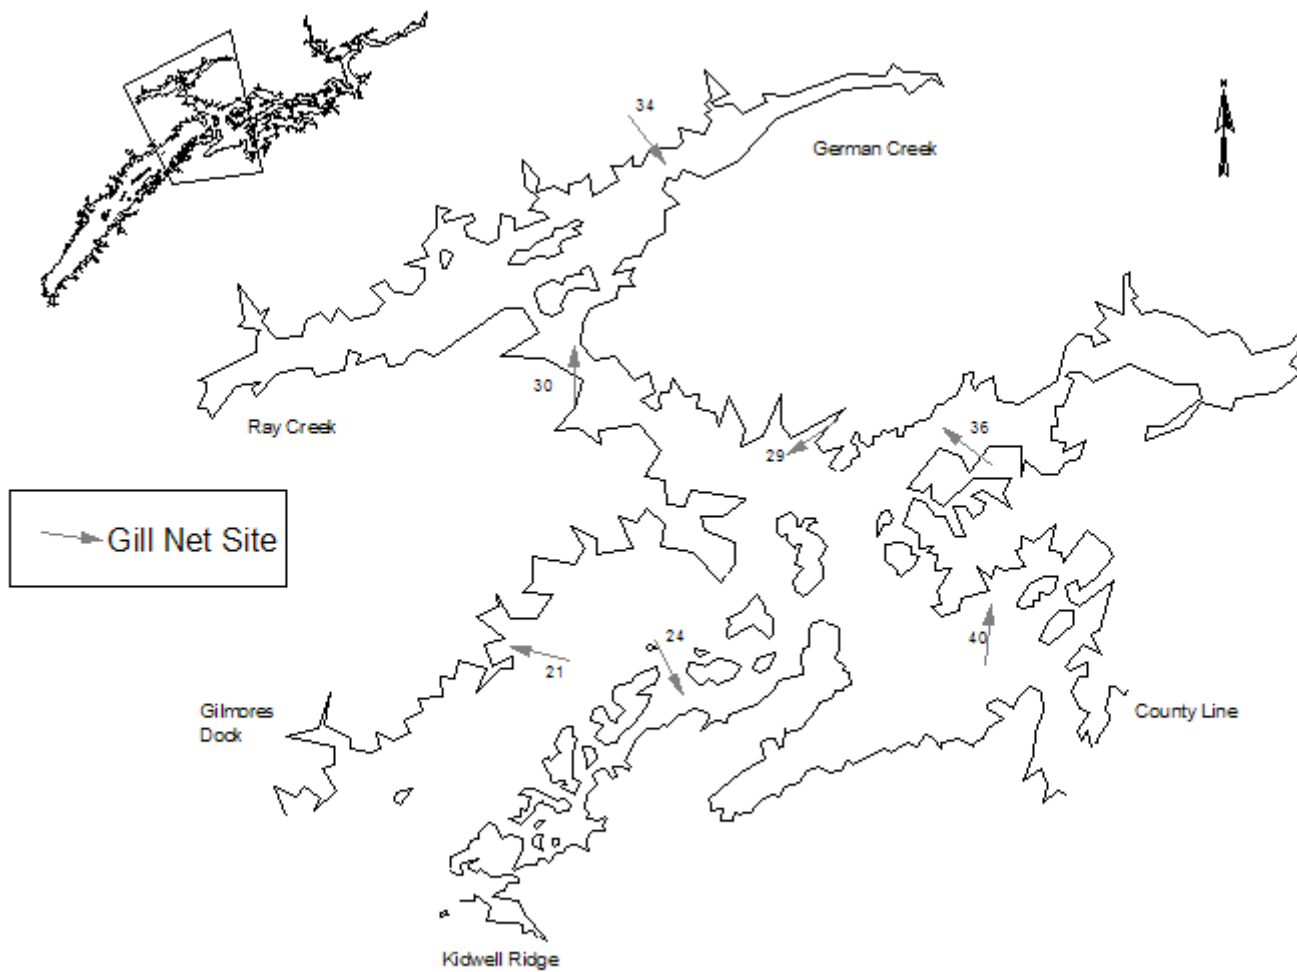 34
German Creek
30
Ray Creek
29
36
Gill Net Site
24
40
21
Gilmores
Dock
County Line
Kidwell Ridge